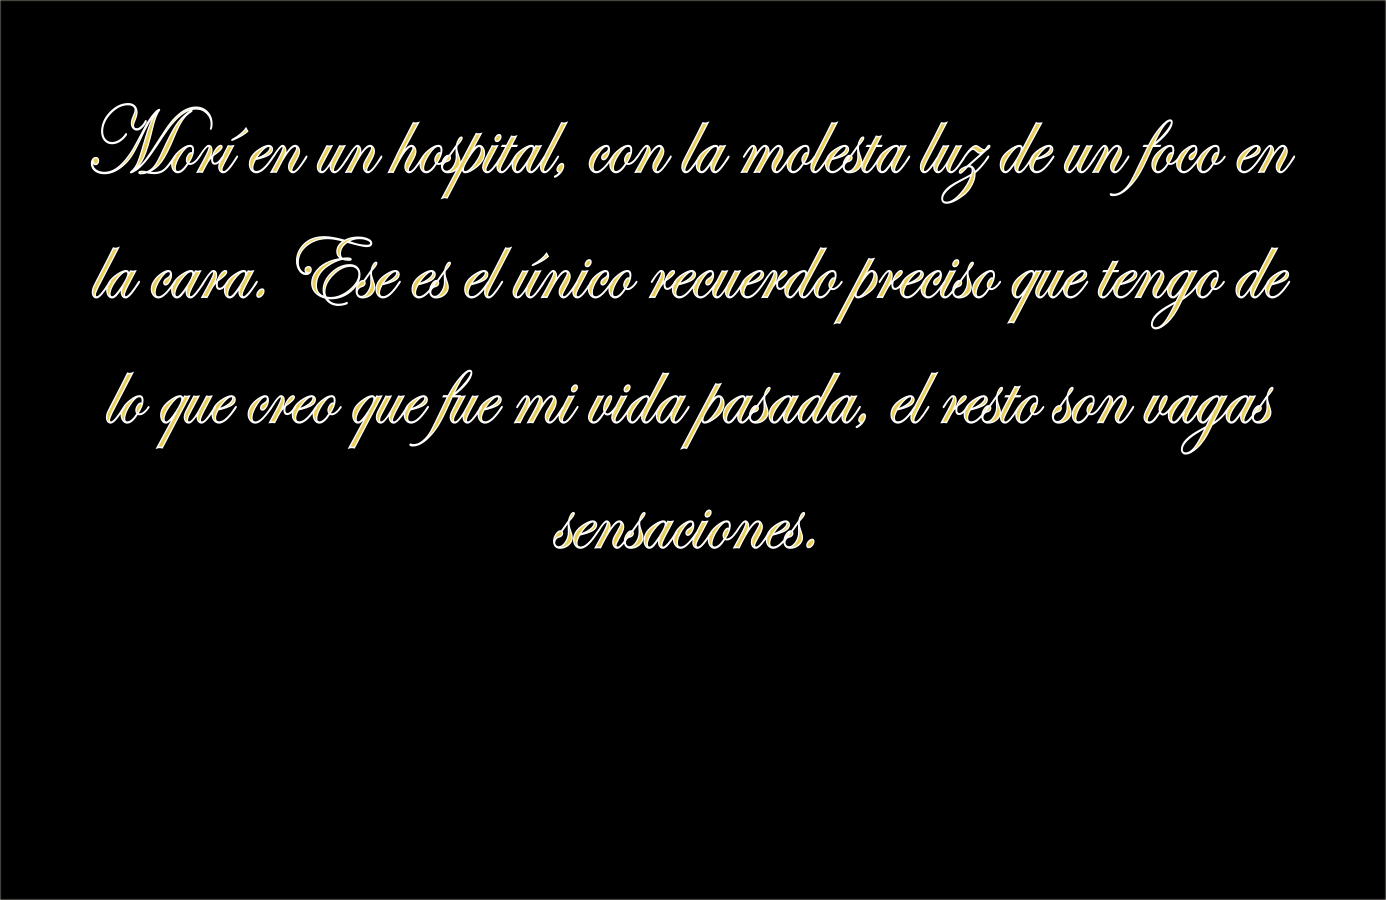 Morí en un hospital, con la molesta luz de un foco en
la cara. Ese es el único recuerdo preciso que tengo de
lo que creo que fue mi vida pasada, el resto son vagas
sensaciones.